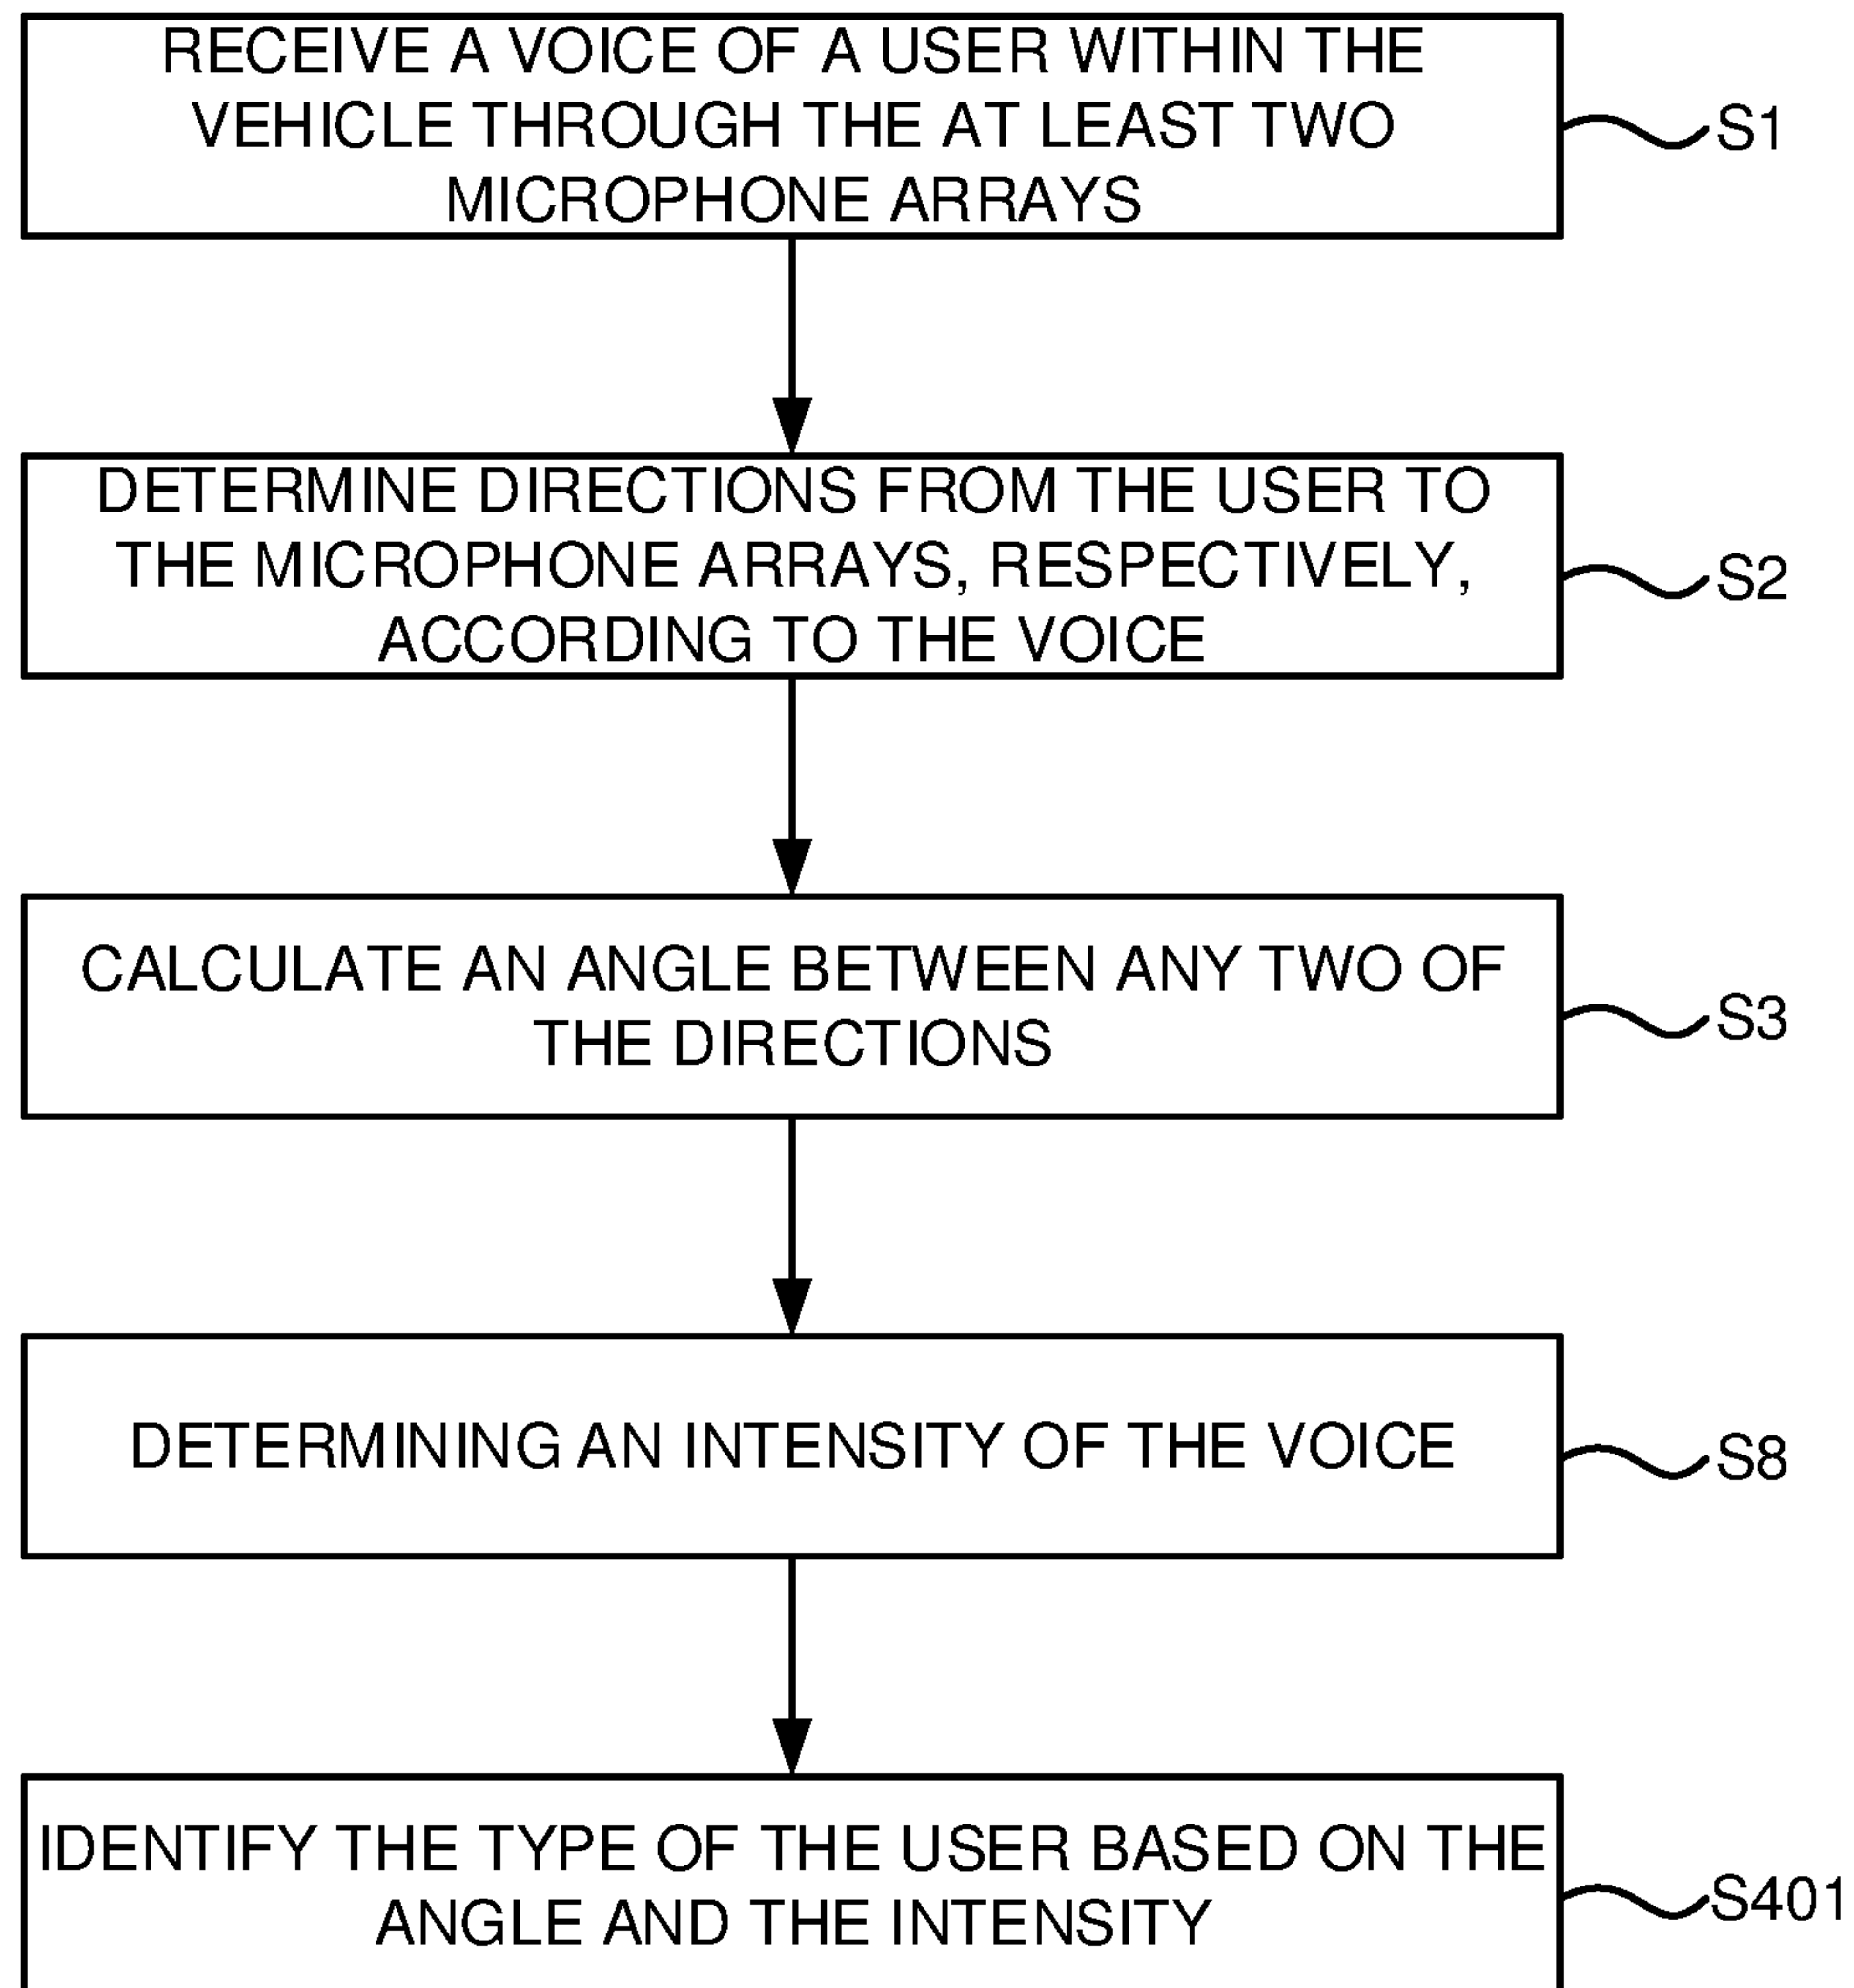 RECEIVE A VOICE OF A USER WITHIN THE
VEHICLE THROUGH THE AT LEAST TWO
MICROPHONE ARRAYS
S1
DETERMINE DIRECTIONS FROM THE USER TO
THE MICROPHONE ARRAYS, RESPECTIVELY,
ACCORDING TO THE VOICE
S2
CALCULATE AN ANGLE BETWEEN ANY TWO OF
THE DIRECTIONS
S3
DETERMINING AN INTENSITY OF THE VOICE
S8
IDENTIFY THE TYPE OF THE USER BASED ON THE
ANGLE AND THE INTENSITY
S401